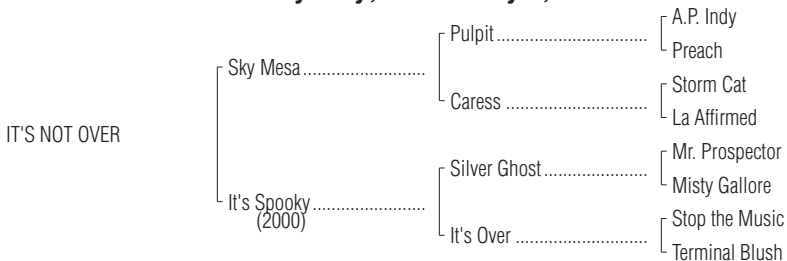 A.P. Indy
Pulpit
Preach
Sky Mesa
Storm Cat
Caress
La Affirmed
IT'S NOT OVER
Mr. Prospector
Silver Ghost
Misty Gallore
It's Spooky
(2000)
Stop the Music
It's Over
Terminal Blush